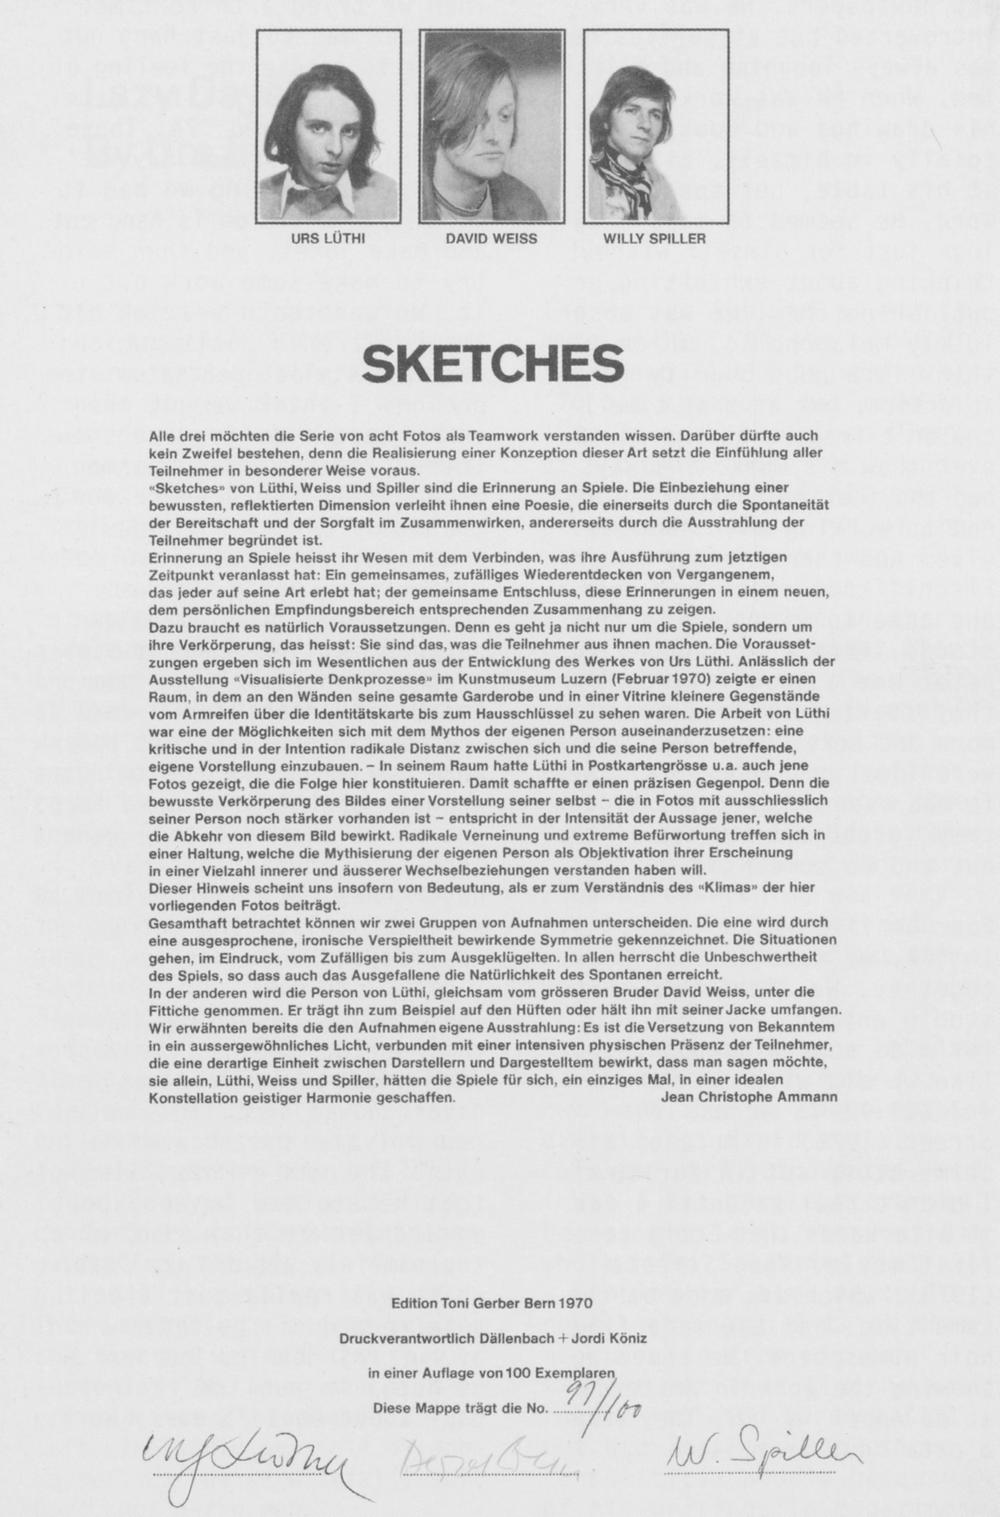 URS LÜTHI
DAVID WEISS
WILLY SPILLER
SKETCHES
Alle drei möchten die Serie von acht Fotos als Teamwork verstanden wissen. Darüber dürfte auch
kein Zweifel bestehen, denn die Realisierung einer Konzeption dieser Art setzt die Einfühlung aller
Teilnehmer in besonderer Weise voraus.
«Sketches» von Lüthi, Weiss und Spiller sind die Erinnerung an Spiele. Die Einbeziehung einer
bewussten, reflektierten Dimension verleiht ihnen eine Poesie, die einerseits durch die Spontaneität
der Bereitschaft und der Sorgfalt im Zusammenwirken, andererseits durch die Ausstrahlung der
Teilnehmer begründet ist.
Erinnerung an Spiele heisst ihr Wesen mit dem Verbinden, was ihre Ausführung zum jetztigen
Zeitpunkt veranlasst hat: Ein gemeinsames, zufälliges Wiederentdecken von Vergangenem,
das jeder auf seine Art erlebt hat; der gemeinsame Entschluss, diese Erinnerungen in einem neuen,
dem persönlichen Empfindungsbereich entsprechenden Zusammenhang zu zeigen.
Dazu braucht es natürlich Voraussetzungen. Denn es geht ja nicht nur um die Spiele, sondern um
ihre Verkörperung, das heisst: Sie sind das, was die Teilnehmer aus ihnen machen. Die Vorausset-
zungen ergeben sich im Wesentlichen aus der Entwicklung des Werkes von Urs Lüthi. Anlässlich der
Ausstellung «Visualisierte Denkprozesse» im Kunstmuseum Luzern (Februar 1970) zeigte er einen
Raum, in dem an den Wänden seine gesamte Garderobe und in einer Vitrine kleinere Gegenstände
vom Armreifen über die Identitätskarte bis zum Hausschlüssel zu sehen waren. Die Arbeit von Lüthi
war eine der Möglichkeiten sich mit dem Mythos der eigenen Person auseinanderzusetzen: eine
kritische und in der Intention radikale Distanz zwischen sich und die seine Person betreffende,
eigene Vorstellung einzubauen. – In seinem Raum hatte Lüthi in Postkartengrösse u.a. auch jene
Fotos gezeigt, die die Folge hier konstituieren. Damit schaffte er einen präzisen Gegenpol. Denn die
bewusste Verkörperung des Bildes einer Vorstellung seiner selbst – die in Fotos mit ausschliesslich
seiner Person noch stärker vorhanden ist – entspricht in der Intensität der Aussage jener, welche
die Abkehr von diesem Bild bewirkt. Radikale Verneinung und extreme Befürwortung treffen sich in
einer Haltung, welche die Mythisierung der eigenen Person als Objektivation ihrer Erscheinung
in einer Vielzahl innerer und äusserer Wechselbeziehungen verstanden haben will.
Dieser Hinweis scheint uns insofern von Bedeutung, als er zum Verständnis des «Klimas» der hier
vorliegenden Fotos beiträgt.
Gesamthaft betrachtet können wir zwei Gruppen von Aufnahmen unterscheiden. Die eine wird durch
eine ausgesprochene, ironische Verspieltheit bewirkende Symmetrie gekennzeichnet. Die Situationen
gehen, im Eindruck, vom Zufälligen bis zum Ausgeklügelten. In allen herrscht die Unbeschwertheit
des Spiels, so dass auch das Ausgefallene die Natürlichkeit des Spontanen erreicht.
In der anderen wird die Person von Lüthi, gleichsam vom grösseren Bruder David Weiss, unter die
Fittiche genommen. Er trägt ihn zum Beispiel auf den Hüften oder hält ihn mit seiner Jacke umfangen.
Wir erwähnten bereits die den Aufnahmen eigene Ausstrahlung: Es ist die Versetzung von Bekanntem
in ein aussergewöhnliches Licht, verbunden mit einer intensiven physischen Präsenz der Teilnehmer,
die eine derartige Einheit zwischen Darstellern und Dargestelltem bewirkt, dass man sagen möchte,
sie allein, Lüthi, Weiss und Spiller, hätten die Spiele für sich, ein einziges Mal, in einer idealen
Konstellation geistiger Harmonie geschaffen. Jean Christophe Ammann
Edition Toni Gerber Bern 1970
Druckverantwortlich Dällenbach + Jordi Köniz
in einer Auflage von 100 Exemplaren
Diese Mappe trägt die No. 97/100
W. Spiller